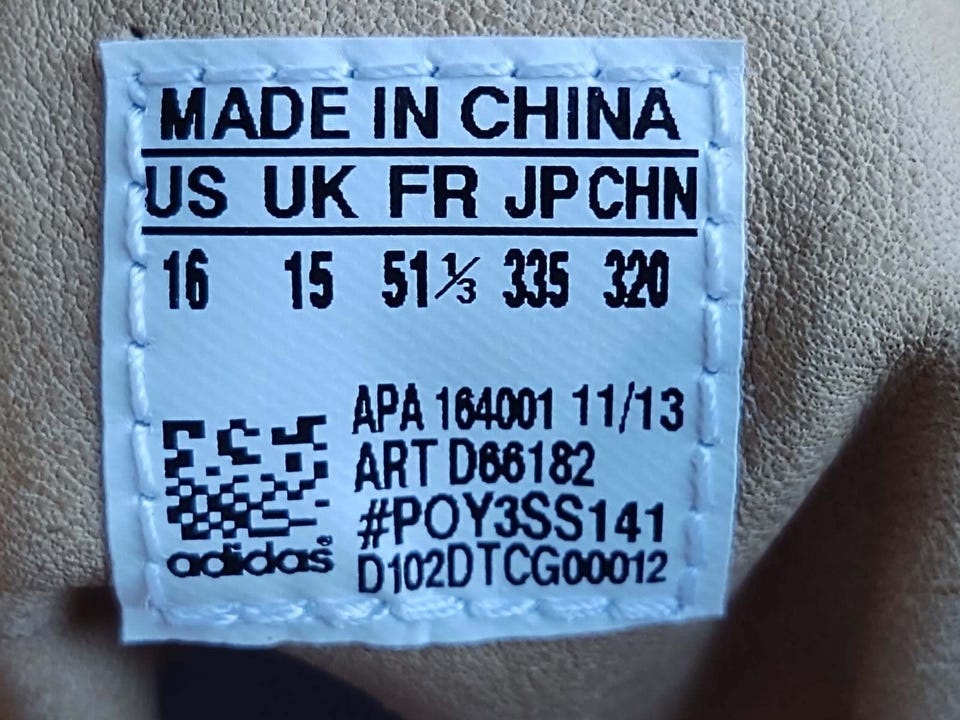 MADE IN CHINA
US UK FR JP CHN
16 15 51⅓ 335 320
APA 164001 11/13
ART D66182
#POY3SS141
D102DTCG00012
adidas®